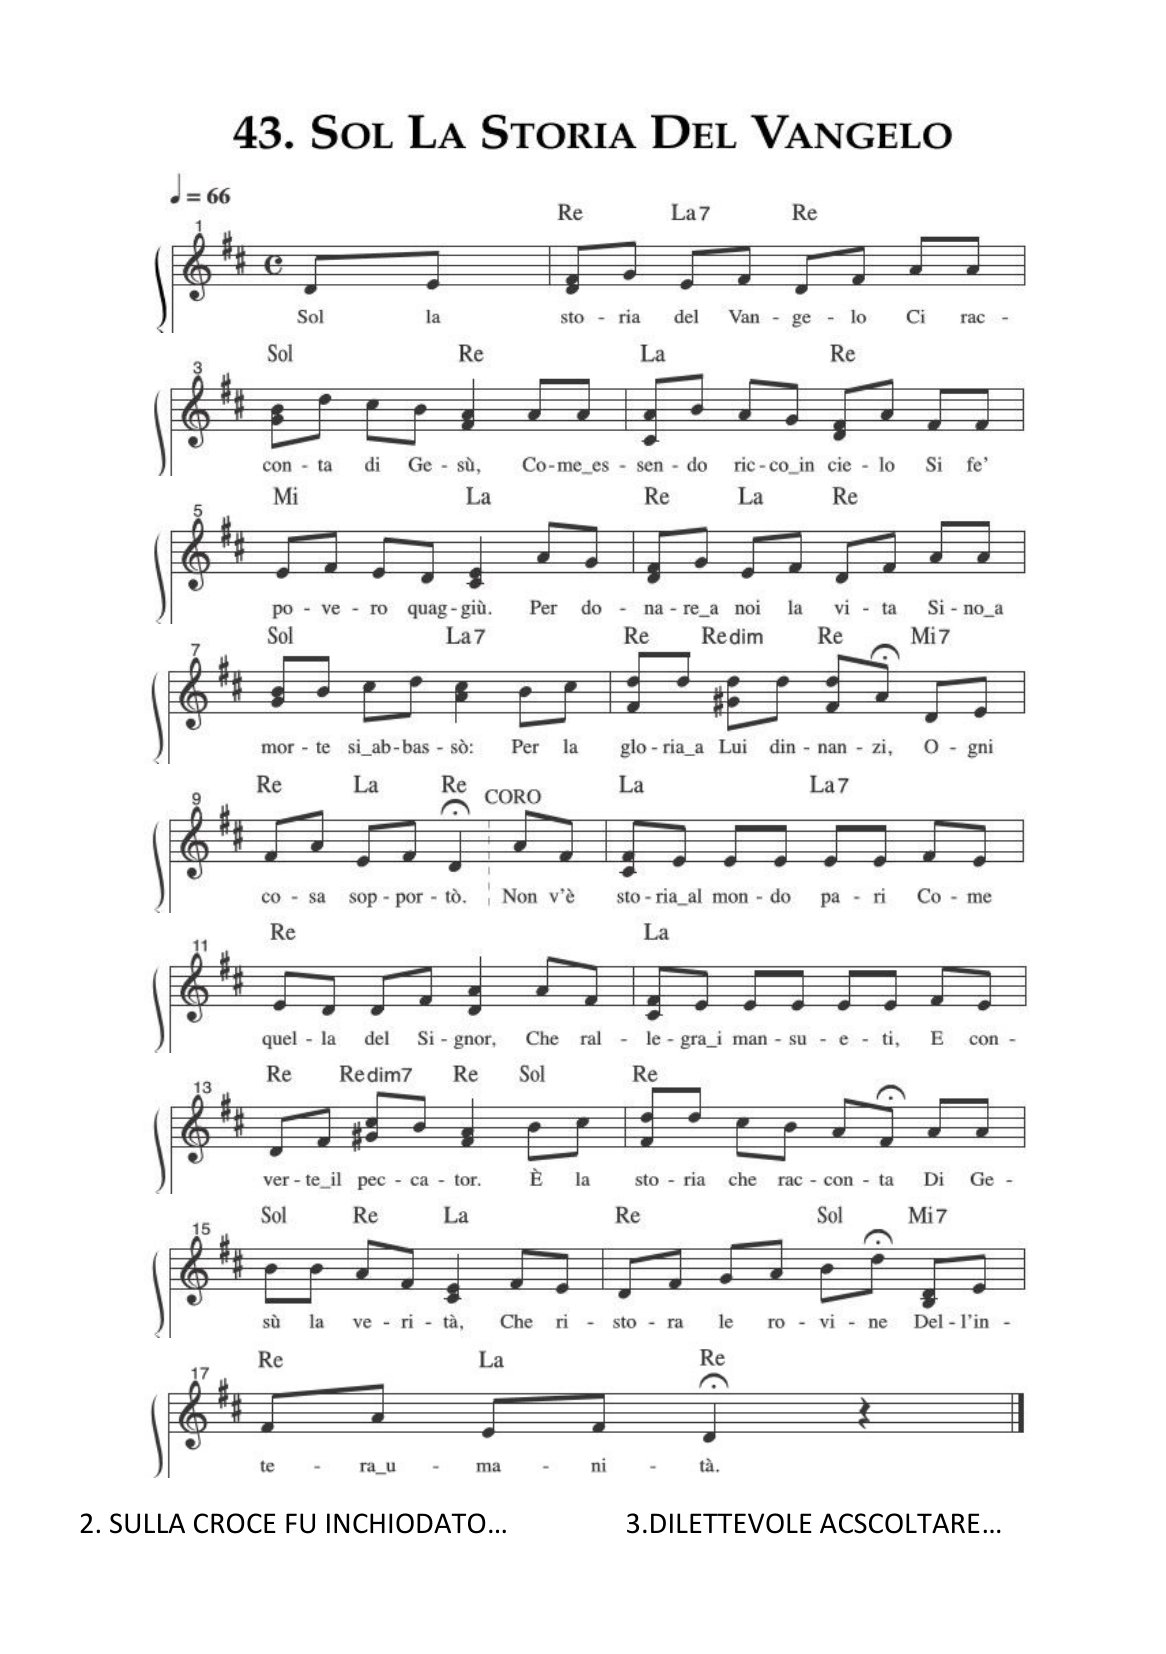 43. Sol La Storia Del Vangelo
♩ = 66
Re La7 Re
1
Sol la sto - ria del Van - ge - lo Ci rac -
Sol Re La Re
3
con - ta di Ge - sù, Co-me_es - sen - do ric-co_in cie - lo Si fe’
Mi La Re La Re
5
po - ve - ro quag-giù. Per do - na-re_a noi la vi - ta Si-no_a
Sol La7 Re Redim Re Mi7
7
mor - te si_ab-bas - sò: Per la glo-ria_a Lui din-nan - zi, O - gni
Re La Re CORO La La7
9
co - sa sop-por-tò. Non v’è sto-ria_al mon-do pa - ri Co - me
Re La
11
quel - la del Si-gnor, Che ral - le-gra_i man-su - e - ti, E con -
Re Redim7 Re Sol Re
13
ver-te_il pec-ca-tor. È la sto-ria che rac-con-ta Di Ge -
Sol Re La Re Sol Mi7
15
sù la ve-ri-tà, Che ri - sto-ra le ro-vi-ne Del-l’in -
Re La Re
17
te - ra_u - ma - ni - tà.
2. SULLA CROCE FU INCHIODATO… 3.DILETTEVOLE ACSCOLTARE…